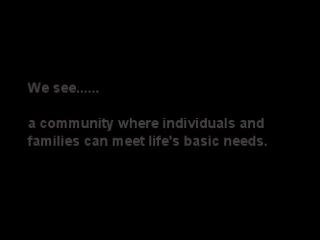 We see......
a community where individuals and
families can meet life's basic needs.